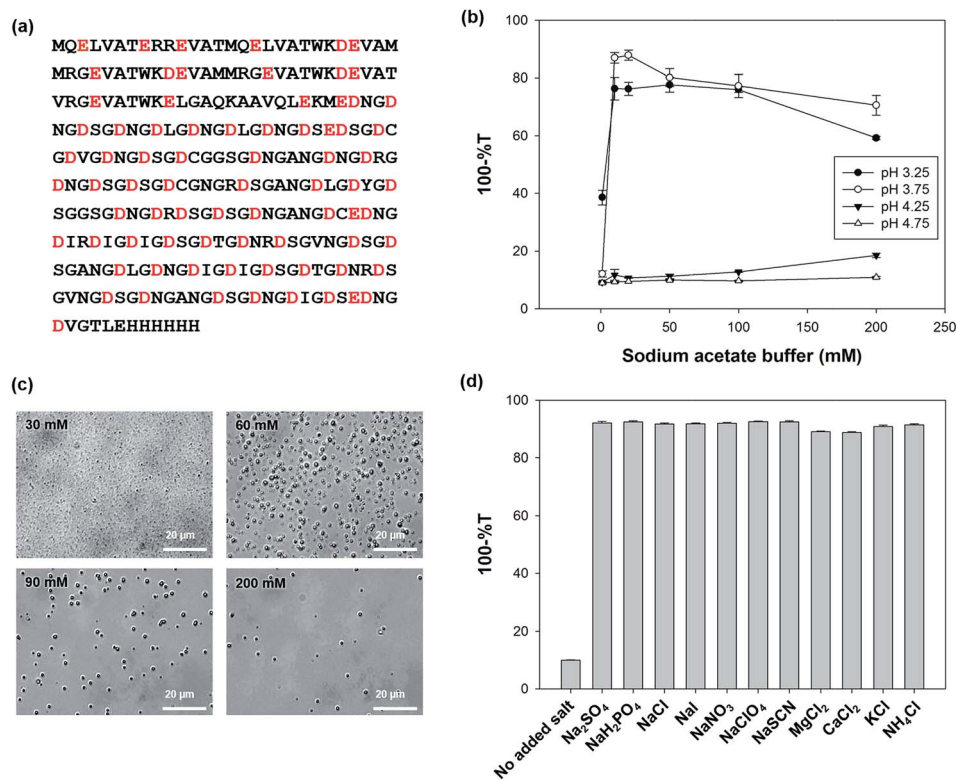 (a)
MQELVATERREVATMQELVATWKDEVAM
MRGEVATWKDEVAMMRGEVATWKDEVAT
VRGEVATWKELGAQKAAVQLEKMEDNGD
NGDSGDNGDLGDNGDLGDNGDSEDSGDC
GDVGDNGDSGDCGGSGDNGANGDNGDRG
DNGDSGDSGDCGNGRDSGANGDLGDYGD
SGGSGDNGDRDSGDSGDNGANGDCEDNG
DIRDIGDIGDSGDTGDNRDSGVNGDSGD
SGANGDLGDNGDIGDIGDSGDTGDNRDS
GVNGDSGDNGANGDSGDNGDIGDSEDNG
DVGTLEHHHHHH
(b)
100-%T
100
80
60
40
20
0
pH 3.25
pH 3.75
pH 4.25
pH 4.75
0 50 100 150 200 250
Sodium acetate buffer (mM)
(c)
30 mM
20 µm
60 mM
20 µm
90 mM
20 µm
200 mM
20 µm
(d)
100-%T
100
80
60
40
20
0
No added salt
Na₂SO₄
NaH₂PO₄
NaCl
NaI
NaNO₃
NaClO₄
NaSCN
MgCl₂
CaCl₂
KCl
NH₄Cl